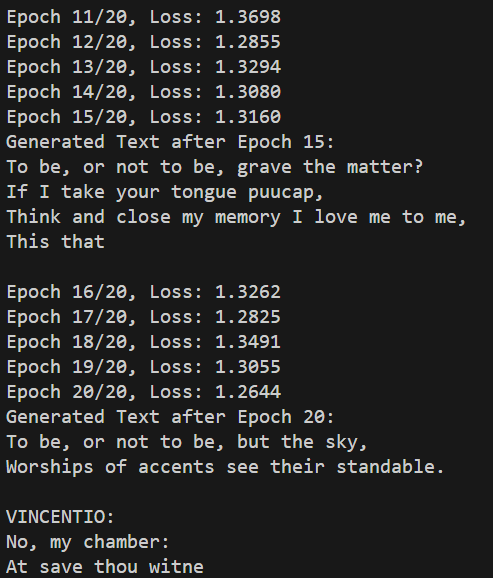 Epoch 11/20, Loss: 1.3698
Epoch 12/20, Loss: 1.2855
Epoch 13/20, Loss: 1.3294
Epoch 14/20, Loss: 1.3080
Epoch 15/20, Loss: 1.3160
Generated Text after Epoch 15:
To be, or not to be, grave the matter?
If I take your tongue puucap,
Think and close my memory I love me to me,
This that

Epoch 16/20, Loss: 1.3262
Epoch 17/20, Loss: 1.2825
Epoch 18/20, Loss: 1.3491
Epoch 19/20, Loss: 1.3055
Epoch 20/20, Loss: 1.2644
Generated Text after Epoch 20:
To be, or not to be, but the sky,
Worships of accents see their standable.

VINCENTIO:
No, my chamber:
At save thou witne